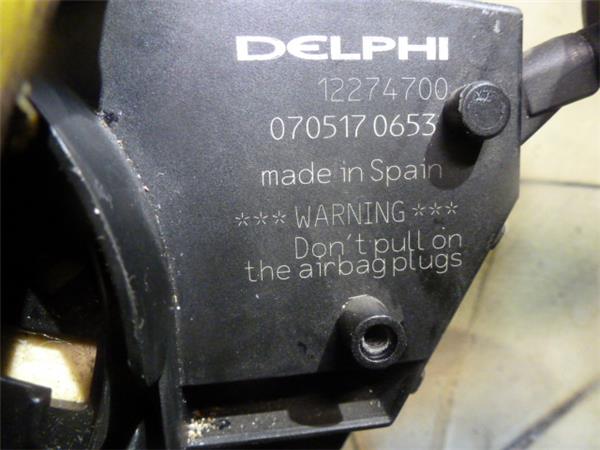 DELPHI
12274700
070517 0653
made in Spain
*** WARNING ***
Don't pull on
the airbag plugs